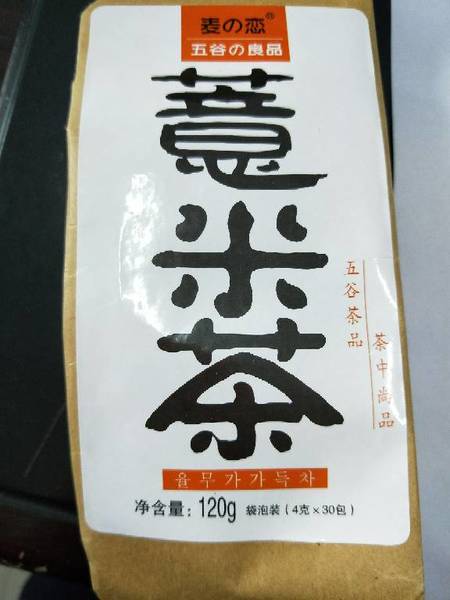 麦の恋®
五谷の良品
薏米茶
五谷茶品
茶中尚品
율무가가득차
净含量: 120g 袋泡装 (4克×30包)